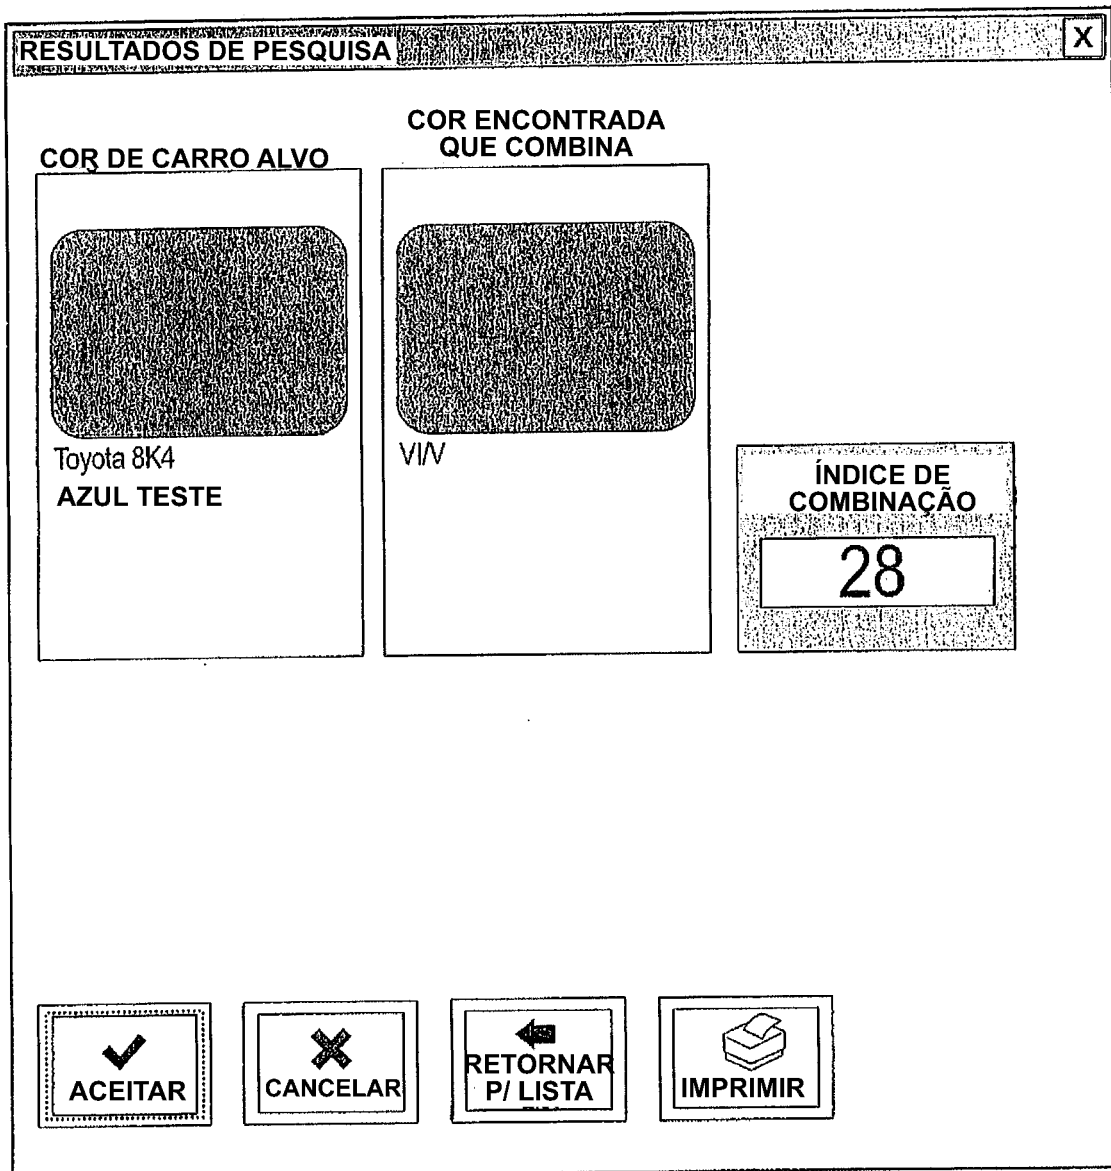 RESULTADOS DE PESQUISA
X
COR DE CARRO ALVO
COR ENCONTRADA
QUE COMBINA
Toyota 8K4
AZUL TESTE
VI/V
ÍNDICE DE
COMBINAÇÃO
28
ACEITAR
CANCELAR
RETORNAR
P/ LISTA
IMPRIMIR